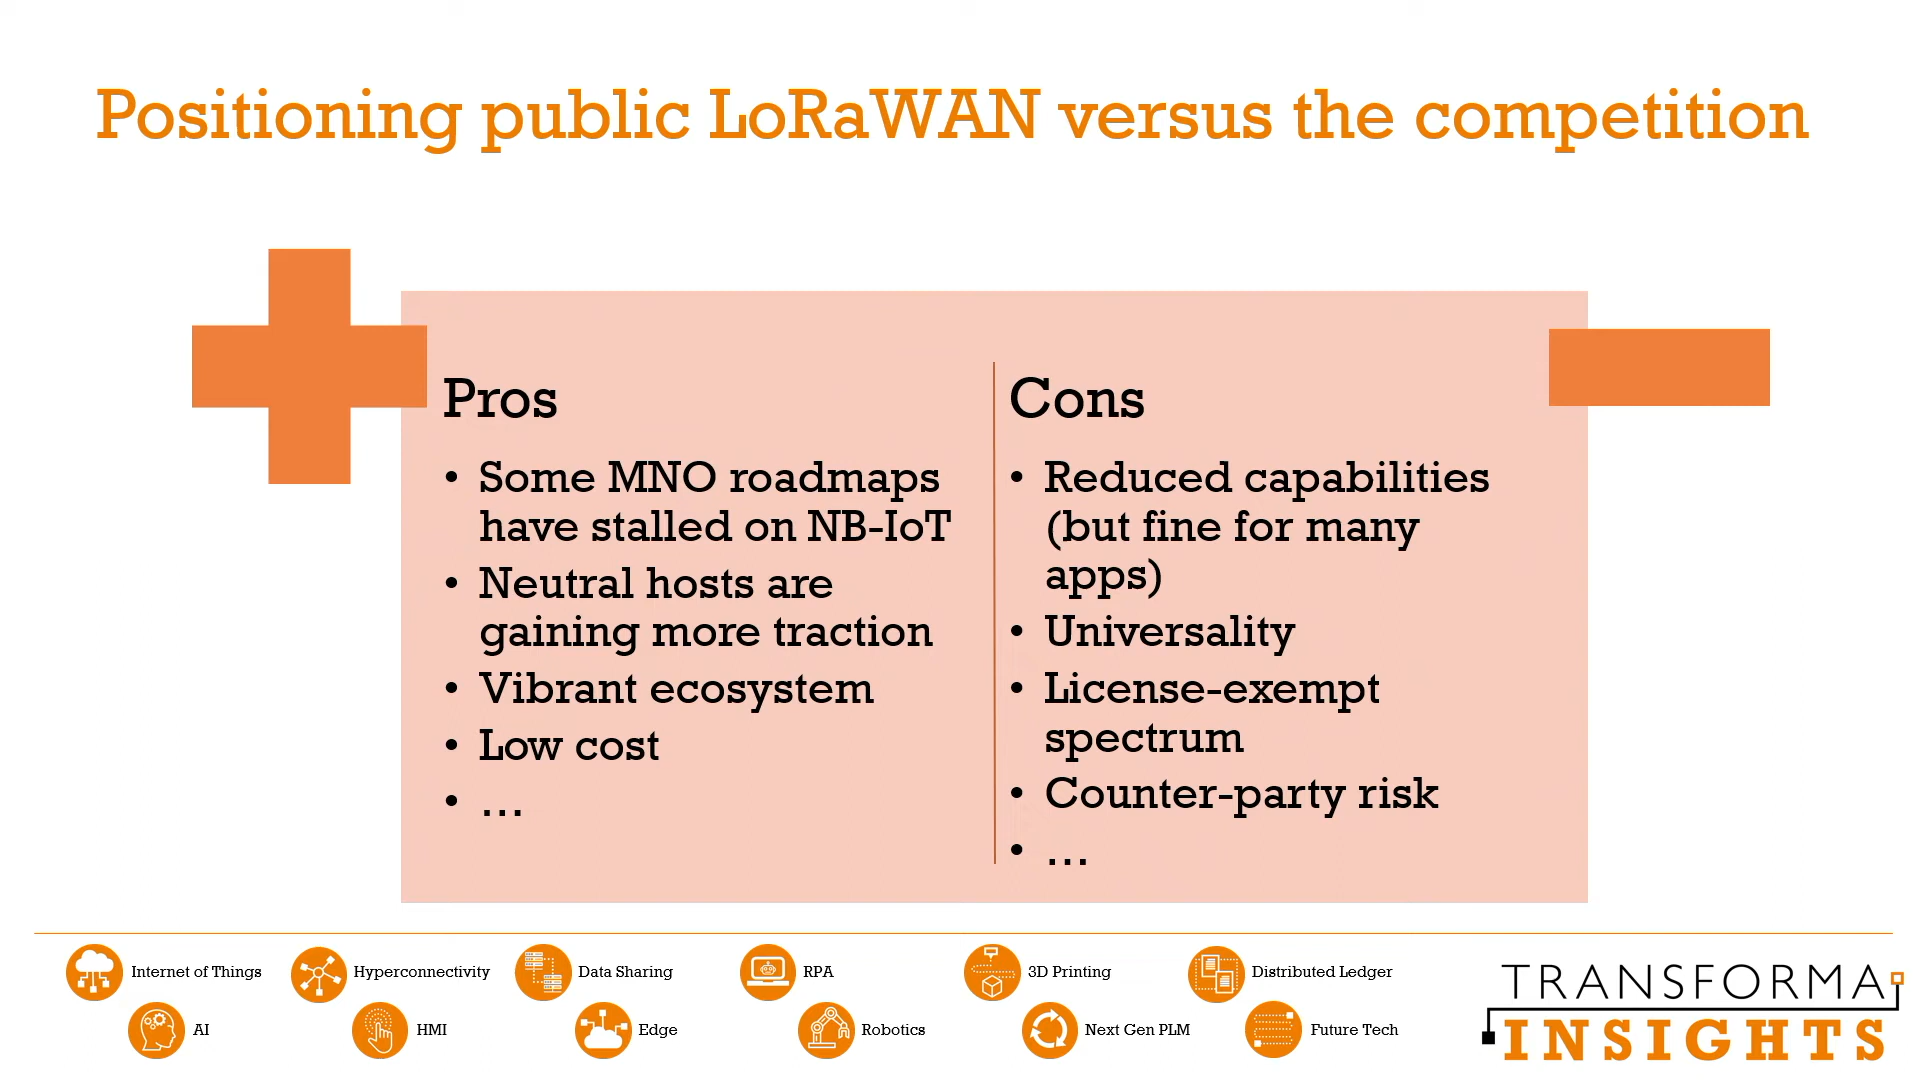 Positioning public LoRaWAN versus the competition
Pros
• Some MNO roadmaps
have stalled on NB-IoT
• Neutral hosts are
gaining more traction
• Vibrant ecosystem
• Low cost
• ...
Cons
• Reduced capabilities
(but fine for many
apps)
• Universality
• License-exempt
spectrum
• Counter-party risk
• ...
Internet of Things
Hyperconnectivity
Data Sharing
RPA
3D Printing
Distributed Ledger
AI
HMI
Edge
Robotics
Next Gen PLM
Future Tech
TRANSFORMA
INSIGHTS